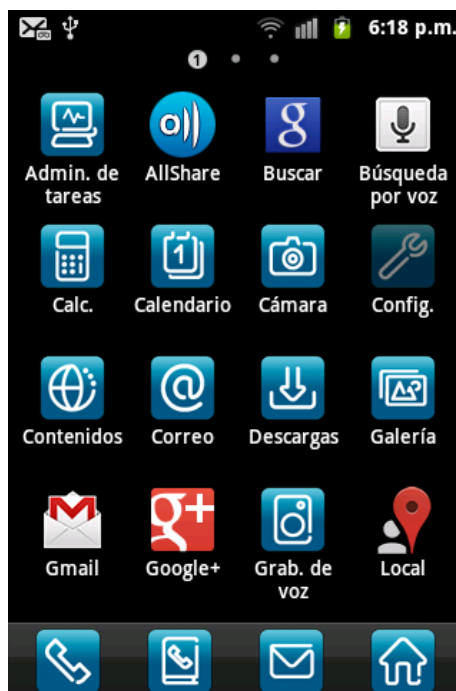 6:18 p.m.
1
Admin. de
tareas
AllShare
Buscar
Búsqueda
por voz
Calc.
Calendario
Cámara
Config.
Contenidos
Correo
Descargas
Galería
Gmail
Google+
Grab. de
voz
Local